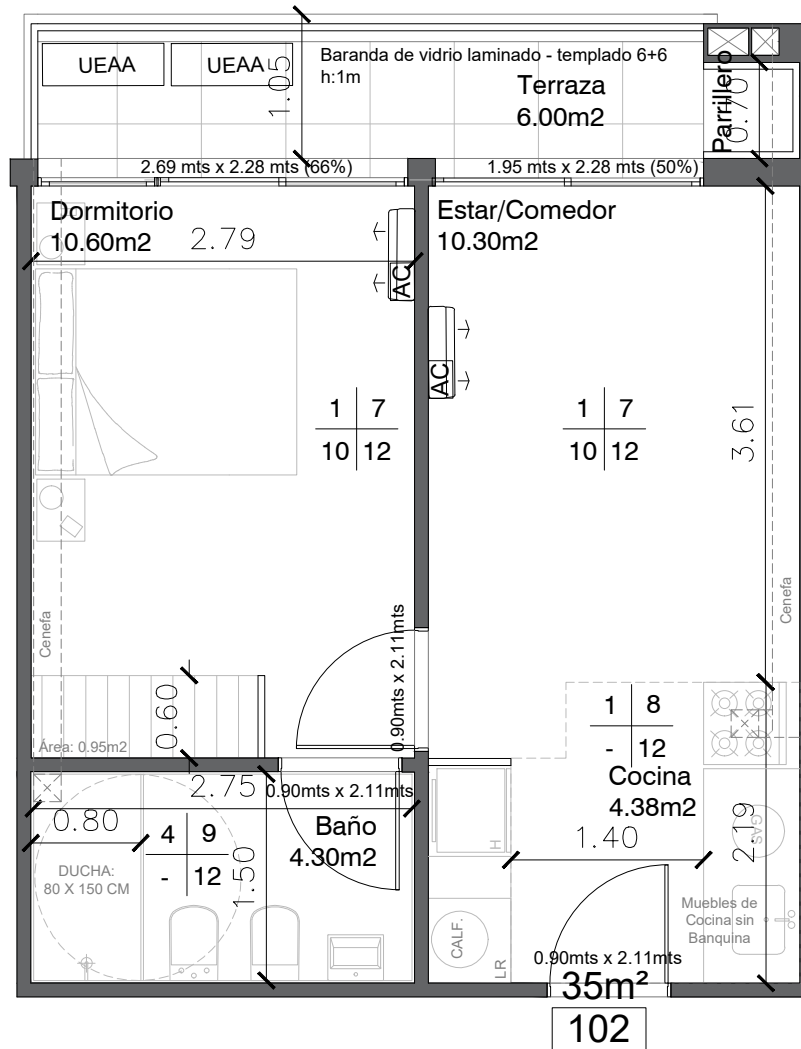 UEAA
UEAA
1.05
Baranda de vidrio laminado - templado 6+6
h:1m
Terraza
6.00m2
Parrillero
0.70
2.69 mts x 2.28 mts (66%)
1.95 mts x 2.28 mts (50%)
Dormitorio
10.60m2
2.79
AC
Estar/Comedor
10.30m2
AC
1 7
10 12
1 7
10 12
3.61
Cenefa
Cenefa
0.90mts x 2.11mts
0.60
Área: 0.95m2
1 8
- 12
Cocina
4.38m2
2.75
0.90mts x 2.11mts
0.80
4 9
- 12
1.50
Baño
4.30m2
DUCHA:
80 X 150 CM
H
1.40
GAS
2.19
CALF.
LR
Muebles de
Cocina sin
Banquina
0.90mts x 2.11mts
35m²
102